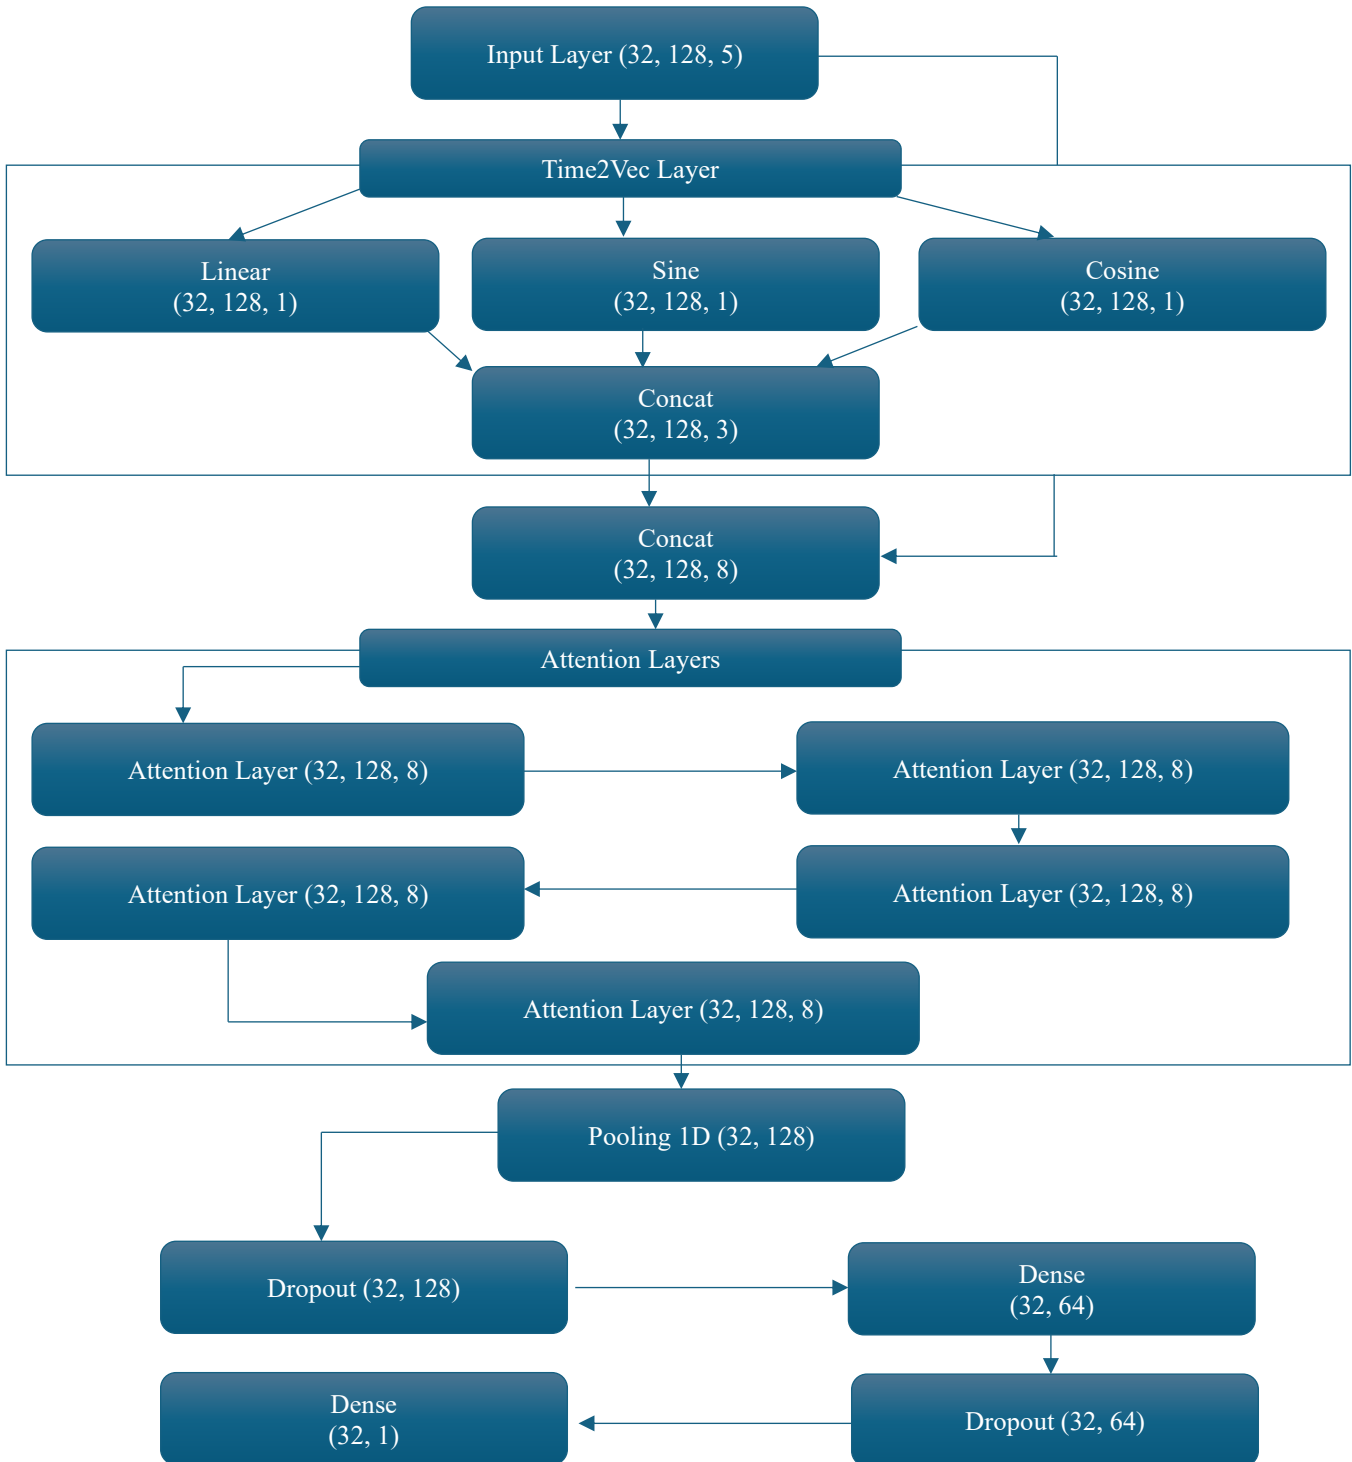 Input Layer (32, 128, 5)
Time2Vec Layer
Linear
(32, 128, 1)
Sine
(32, 128, 1)
Cosine
(32, 128, 1)
Concat
(32, 128, 3)
Concat
(32, 128, 8)
Attention Layers
Attention Layer (32, 128, 8)
Attention Layer (32, 128, 8)
Attention Layer (32, 128, 8)
Attention Layer (32, 128, 8)
Attention Layer (32, 128, 8)
Pooling 1D (32, 128)
Dropout (32, 128)
Dense
(32, 64)
Dense
(32, 1)
Dropout (32, 64)